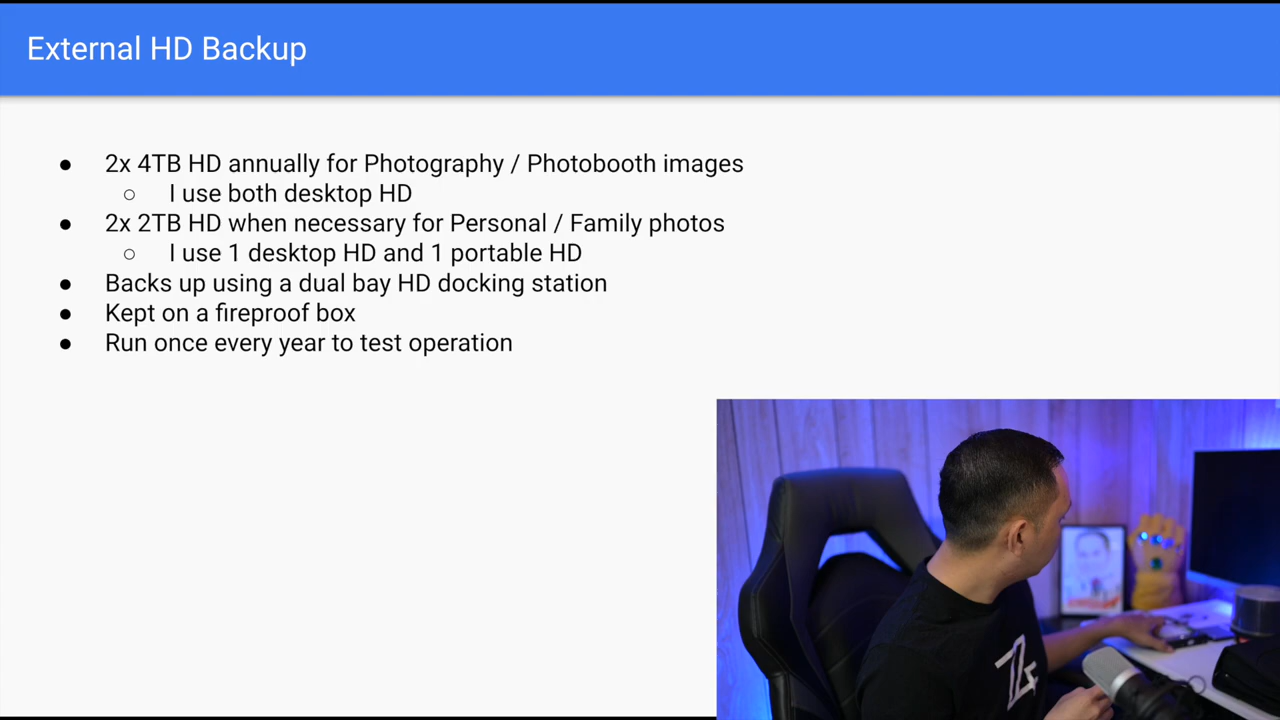 External HD Backup
● 2x 4TB HD annually for Photography / Photobooth images
○ I use both desktop HD
● 2x 2TB HD when necessary for Personal / Family photos
○ I use 1 desktop HD and 1 portable HD
● Backs up using a dual bay HD docking station
● Kept on a fireproof box
● Run once every year to test operation